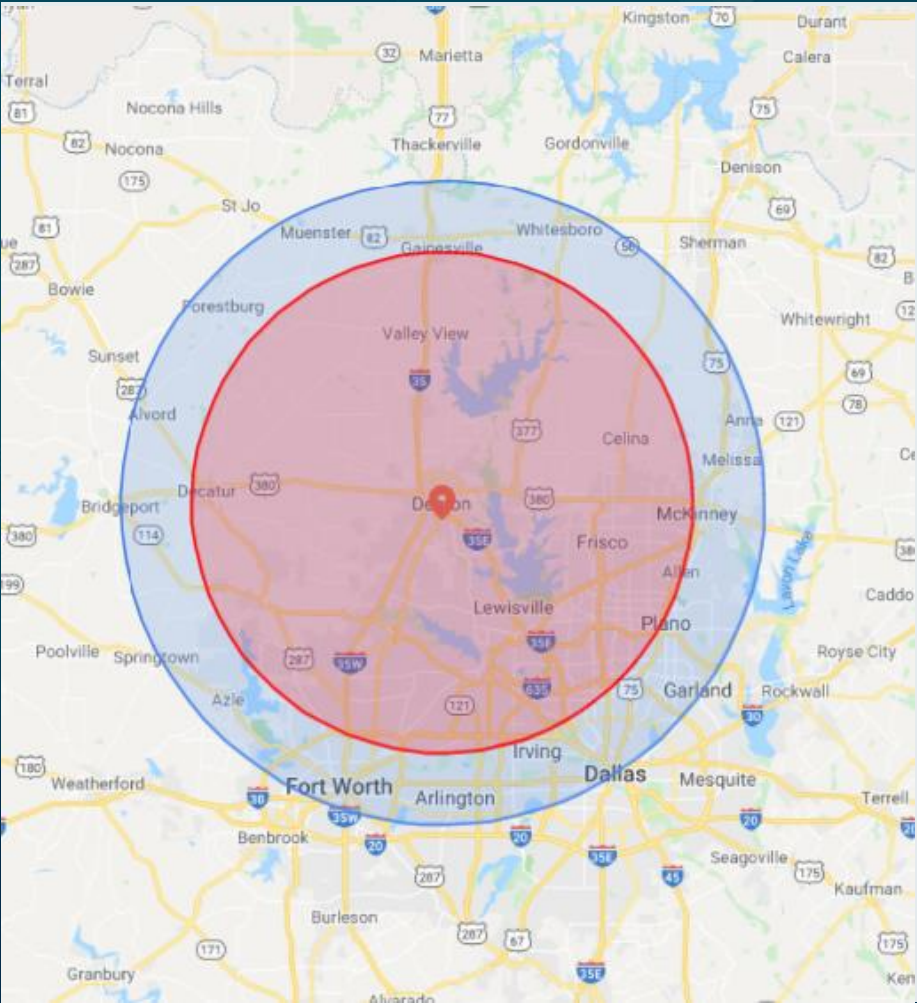 Kingston
70
Durant
32
Marietta
Calera
Terral
81
Nocona Hills
77
75
82
Nocona
Thackerville
Gordonville
Denison
175
St Jo
69
81
Muenster
82
Whitesboro
56
Sherman
Gainesville
82
287
Bowie
Forestburg
Whitewright
Valley View
Sunset
75
69
35
287
78
Alvord
Anna
121
377
Celina
Melissa
Decatur
380
380
Bridgeport
Denton
McKinney
380
114
35E
Frisco
Allen
Lavon Lake
Caddo
Lewisville
Plano
35E
Poolville
Springtown
287
35W
Royse City
635
75
Garland
Rockwall
Azle
121
30
Irving
180
Weatherford
Fort Worth
Dallas
Mesquite
30
Arlington
Terrell
35W
20
Benbrook
20
20
35E
Seagoville
287
45
175
Kaufman
Burleson
287
67
171
175
Granbury
35E
Alvarado